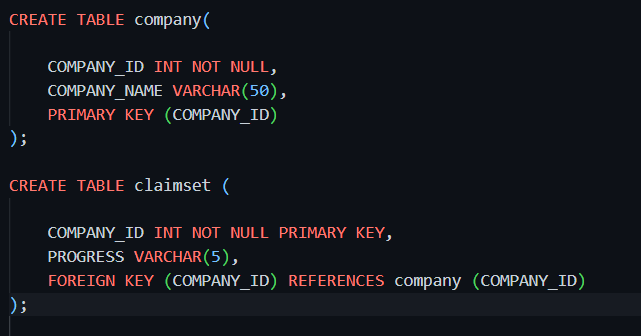 CREATE TABLE company(
COMPANY_ID INT NOT NULL,
COMPANY_NAME VARCHAR(50),
PRIMARY KEY (COMPANY_ID)
);
CREATE TABLE claimset (
COMPANY_ID INT NOT NULL PRIMARY KEY,
PROGRESS VARCHAR(5),
FOREIGN KEY (COMPANY_ID) REFERENCES company (COMPANY_ID)
);